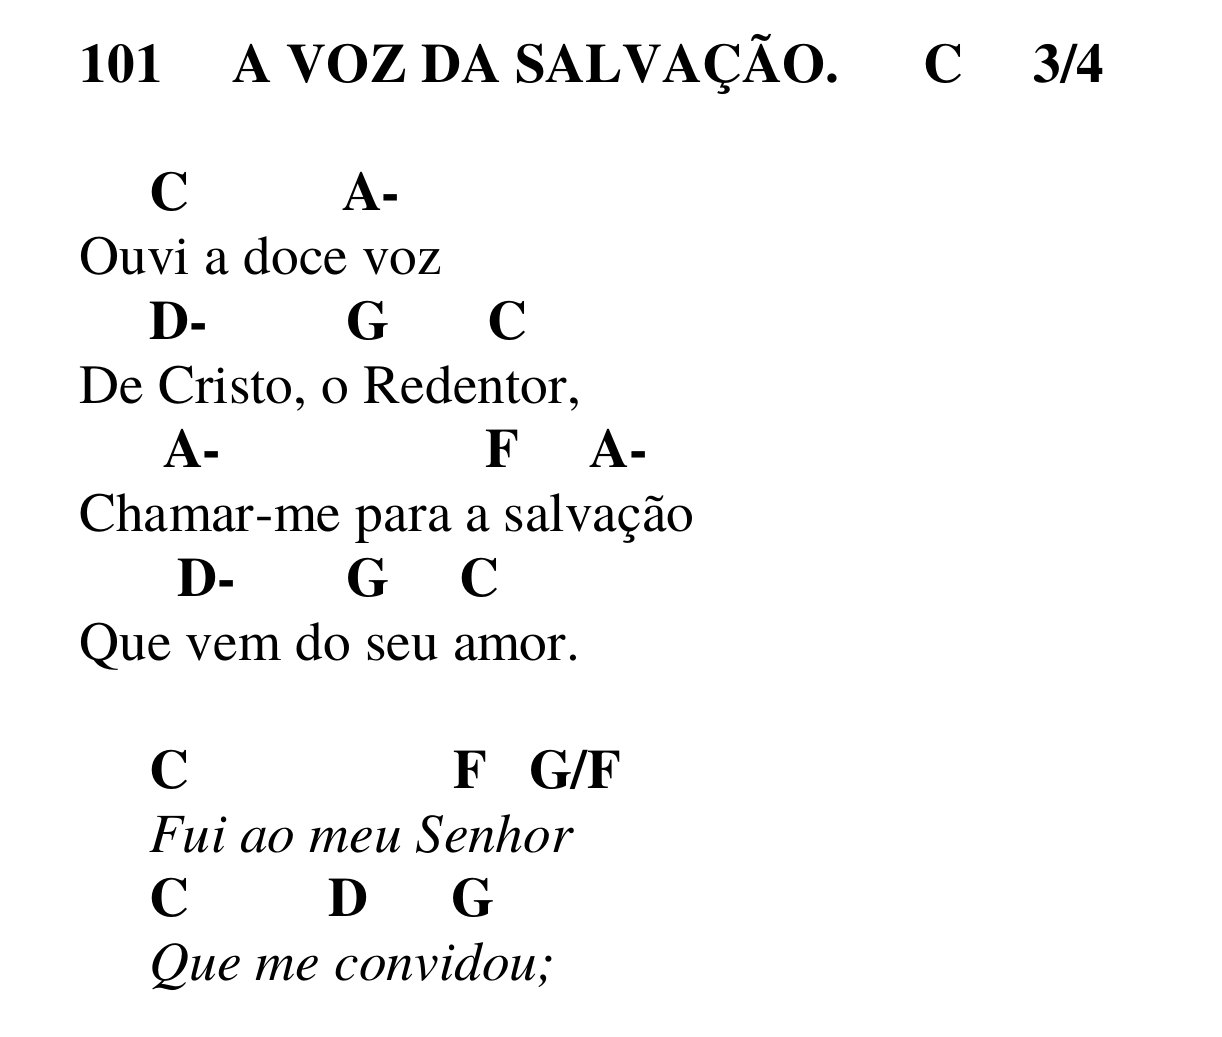 101 A VOZ DA SALVAÇÃO. C 3/4
C A-
Ouvi a doce voz
D- G C
De Cristo, o Redentor,
A- F A-
Chamar-me para a salvação
D- G C
Que vem do seu amor.
C F G/F
Fui ao meu Senhor
C D G
Que me convidou;